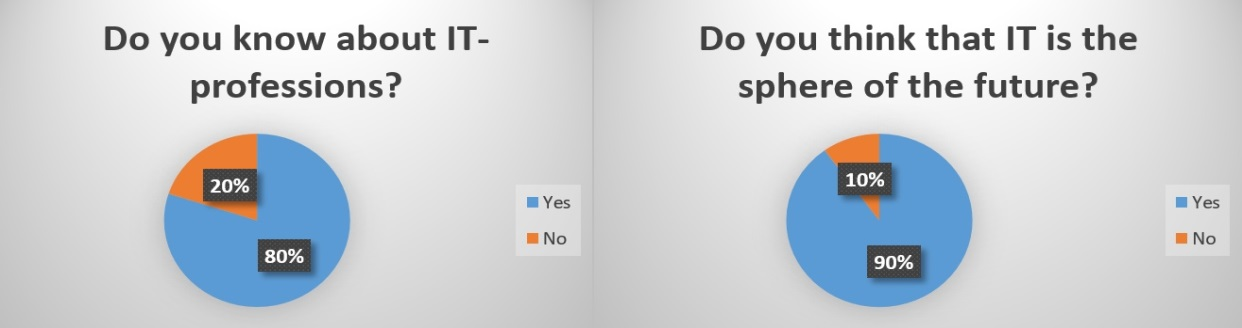 Do you know about IT-
professions?
20%
80%
Yes
No
Do you think that IT is the
sphere of the future?
10%
90%
Yes
No